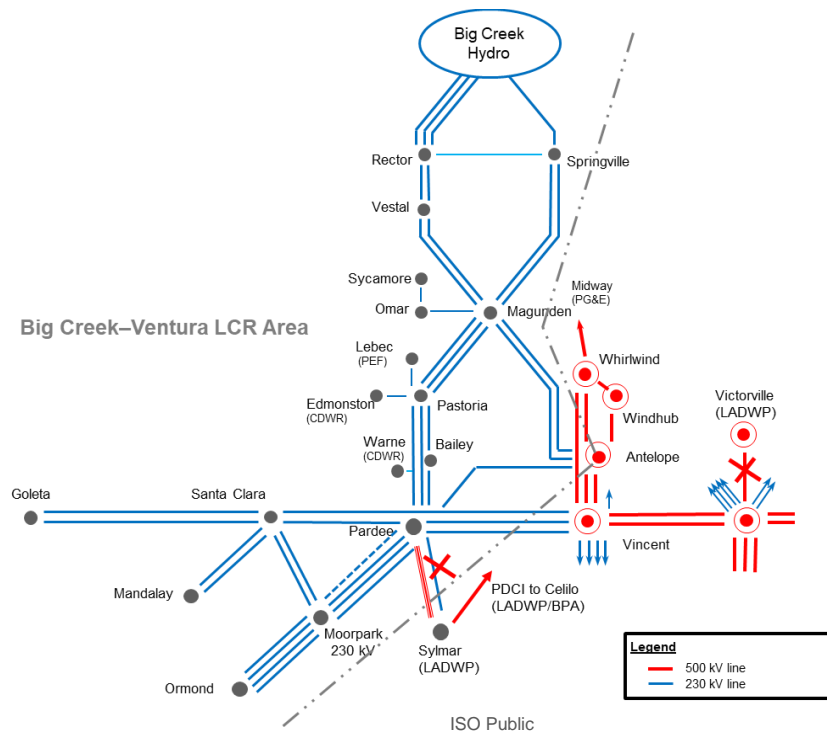 Big Creek
Hydro
Rector
Springville
Vestal
Sycamore
Omar
Magunden
Midway
(PG&E)
Big Creek–Ventura LCR Area
Lebec
(PEF)
Whirlwind
Edmonston
(CDWR)
Pastoria
Windhub
Victorville
(LADWP)
Warne
(CDWR)
Bailey
Antelope
Goleta
Santa Clara
Pardee
Vincent
Mandalay
PDCI to Celilo
(LADWP/BPA)
Moorpark
230 kV
Sylmar
(LADWP)
Ormond
Legend
500 kV line
230 kV line
ISO Public